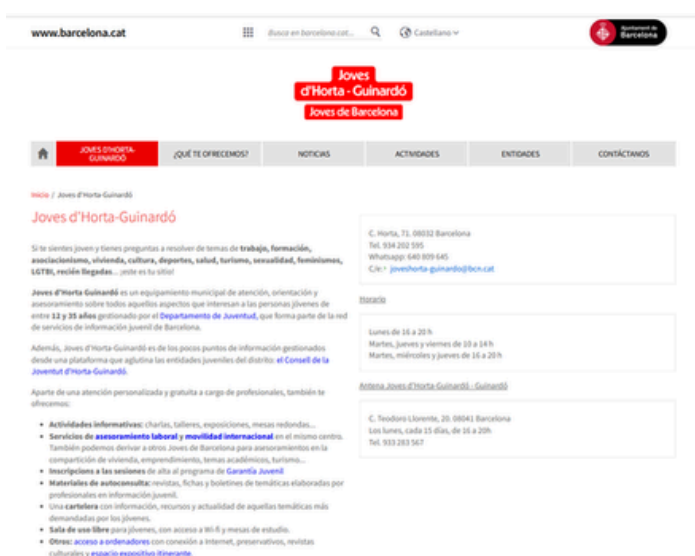 www.barcelona.cat
Busca en barcelona.cat...
Castellano
Ajuntament de
Barcelona
Joves
d'Horta - Guinardó
Joves de Barcelona
JOVES D'HORTA-
GUINARDÓ
¿QUÉ TE OFRECEMOS?
NOTICIAS
ACTIVIDADES
ENTIDADES
CONTÁCTANOS
Inicio / Joves d'Horta-Guinardó
Joves d'Horta-Guinardó
Si te sientes joven y tienes preguntas a resolver de temas de trabajo, formación,
asociacionismo, vivienda, cultura, deportes, salud, turismo, sexualidad, feminismos,
LGTBI, recién llegadas... ¡este es tu sitio!
Joves d'Horta Guinardó es un equipamiento municipal de atención, orientación y
asesoramiento sobre todos aquellos aspectos que interesan a las personas jóvenes de
entre 12 y 35 años gestionado por el Departamento de Juventud, que forma parte de la red
de servicios de información juvenil de Barcelona.
Además, Joves d'Horta-Guinardó es de los pocos puntos de información gestionados
desde una plataforma que aglutina las entidades juveniles del distrito: el Consell de la
Joventut d'Horta-Guinardó.
Aparte de una atención personalizada y gratuita a cargo de profesionales, también te
ofrecemos:
• Actividades informativas: charlas, talleres, exposiciones, mesas redondas...
• Servicios de asesoramiento laboral y movilidad internacional en el mismo centro.
También podemos derivar a otros Joves de Barcelona para asesoramientos en la
compartición de vivienda, emprendimiento, temas académicos, turismo...
• Inscripcions a las sesiones de alta al programa de Garantía Juvenil
• Materiales de autoconsulta: revistas, fichas y boletines de temáticas elaboradas por
profesionales en información juvenil.
• Una cartelera con información, recursos y actualidad de aquellas temáticas más
demandadas por los jóvenes.
• Sala de uso libre para jóvenes, con acceso a Wi-fi y mesas de estudio.
• Otros: acceso a ordenadores con conexión a Internet, preservativos, revistas
culturales y espacio expositivo itinerante.
C. Horta, 71. 08032 Barcelona
Tel. 934 202 595
Whatsapp: 640 809 645
C/e: joveshorta-guinardo@bcn.cat
Horario
Lunes de 16 a 20 h
Martes, jueves y viernes de 10 a 14 h
Martes, miércoles y jueves de 16 a 20 h
Antena Joves d'Horta-Guinardó - Guinardó
C. Teodoro Llorente, 20. 08041 Barcelona
Los lunes, cada 15 días, de 16 a 20h
Tel. 933 283 567